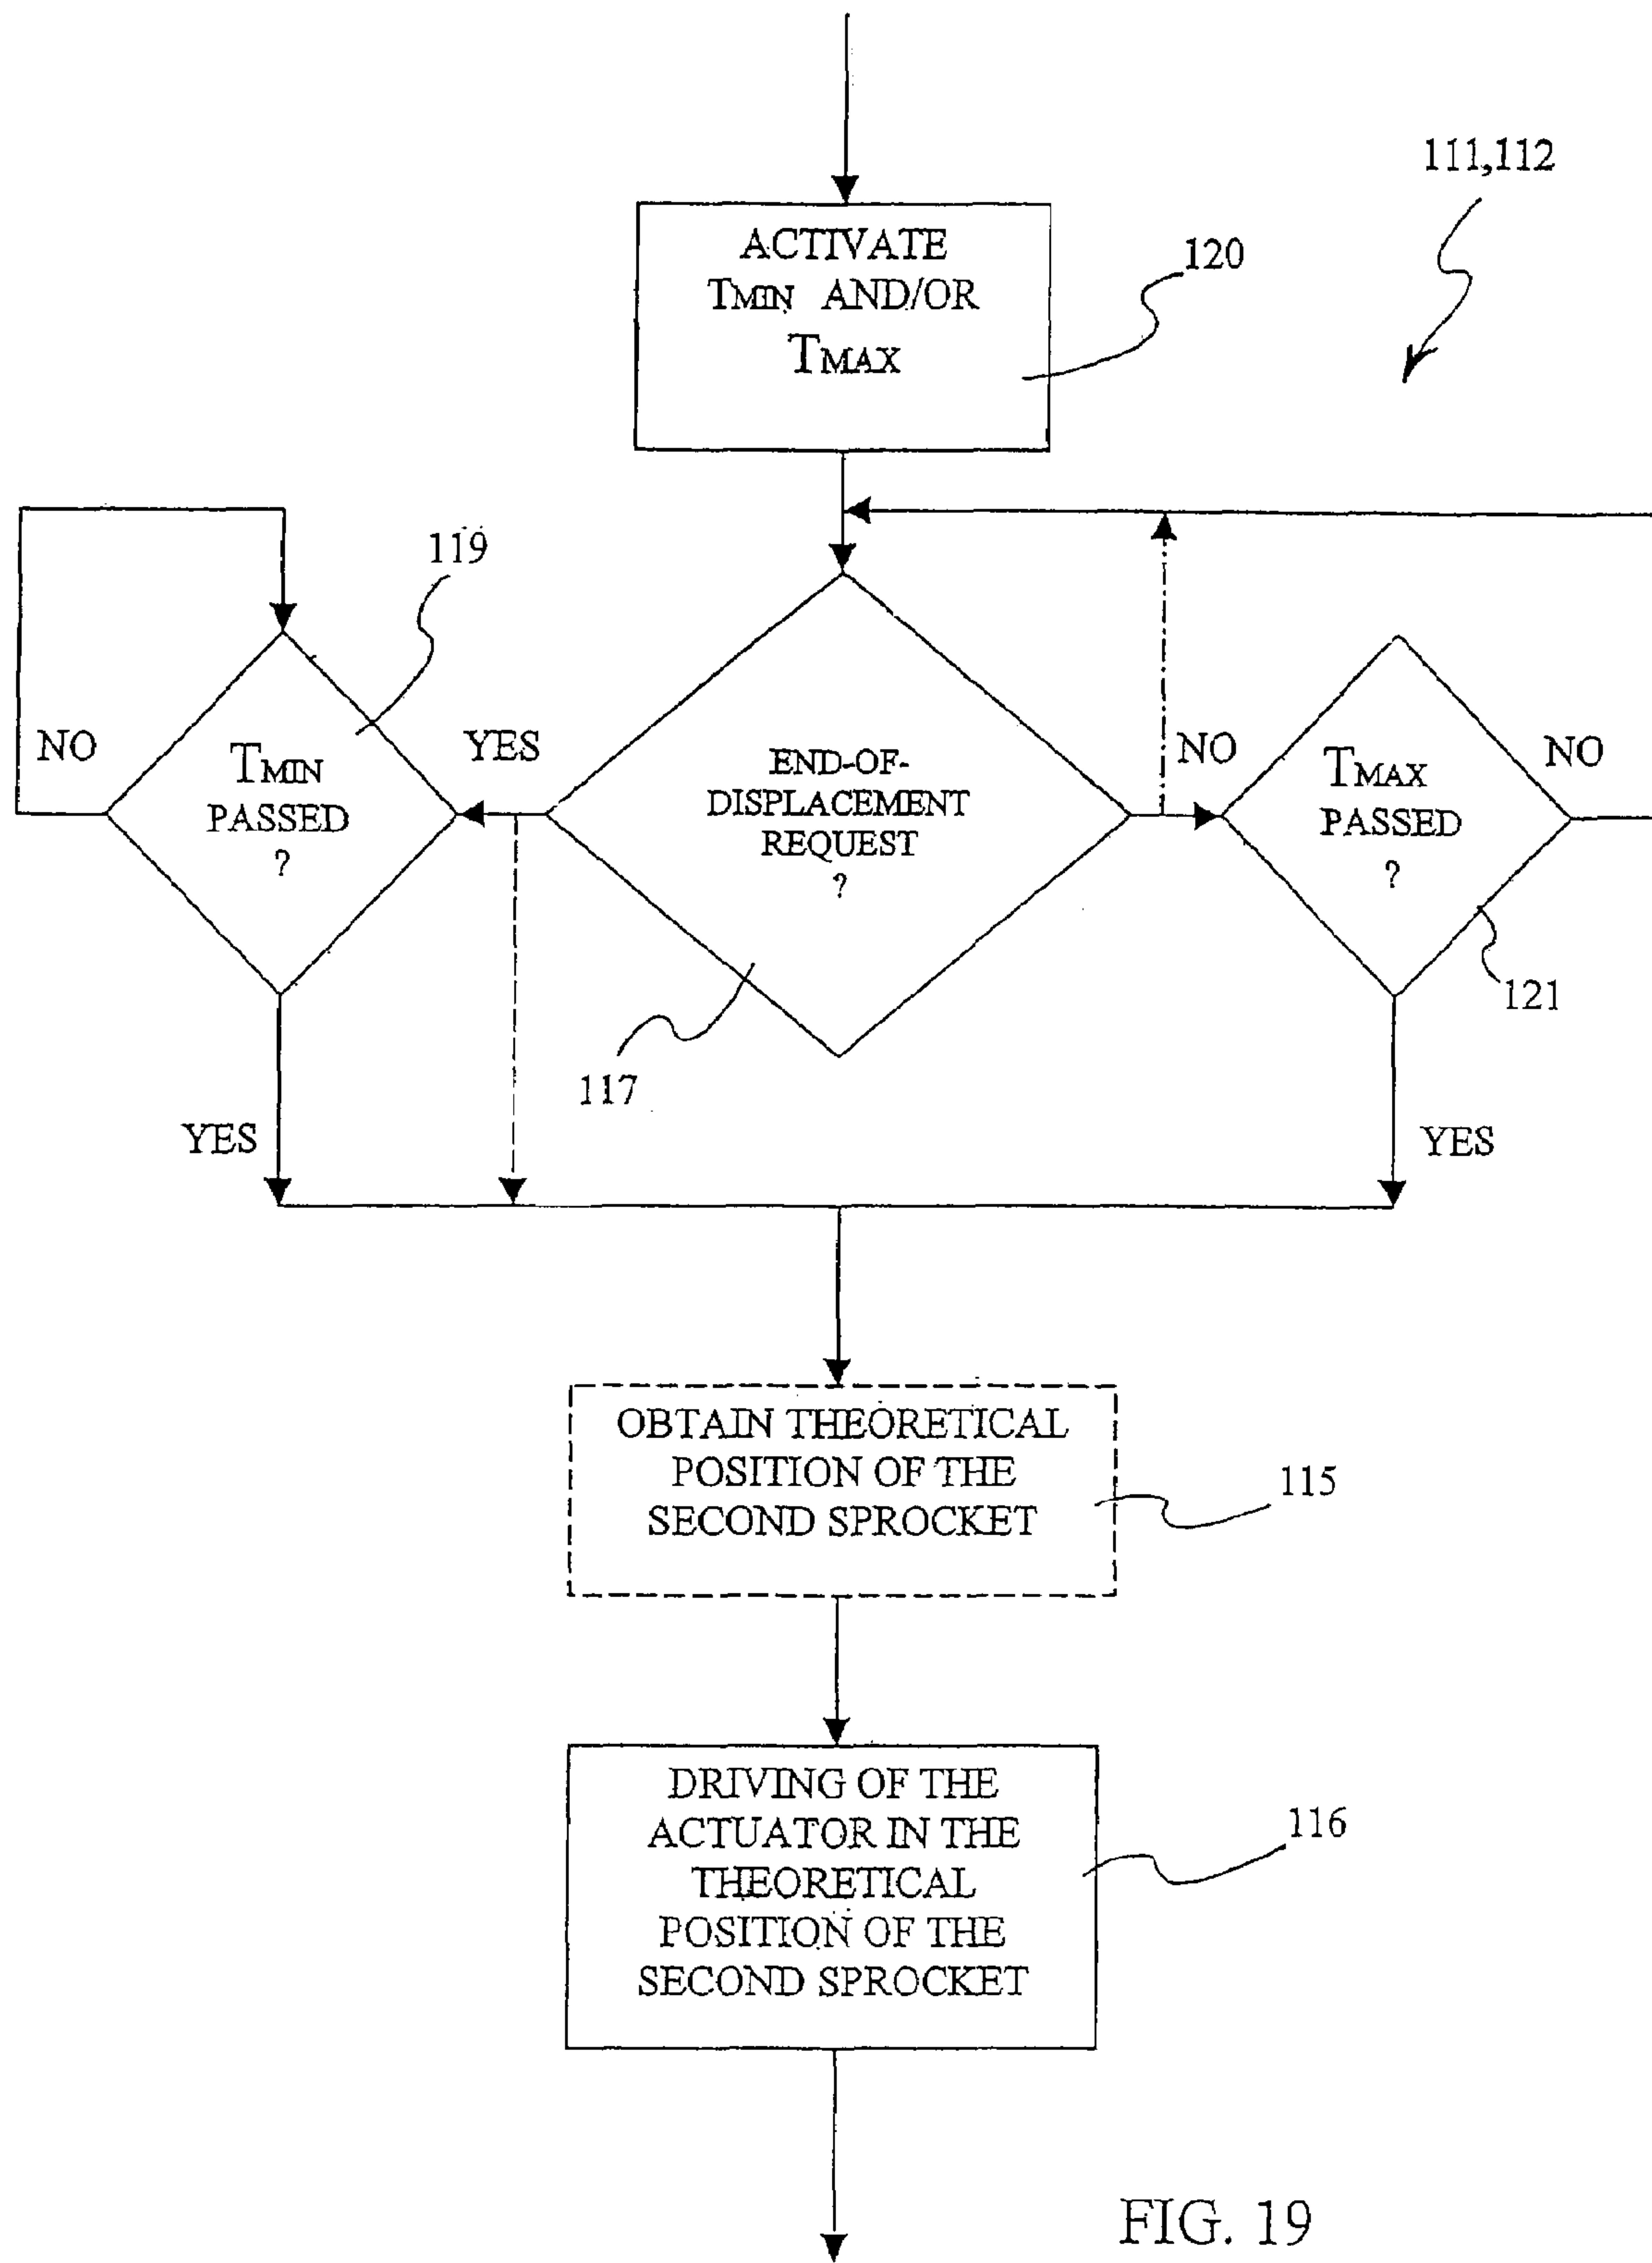 111,112
ACTIVATE
TMIN AND/OR
TMAX
120
119
NO
TMIN
PASSED
?
YES
END-OF-
DISPLACEMENT
REQUEST
?
NO
TMAX
PASSED
?
NO
121
117
YES
YES
OBTAIN THEORETICAL
POSITION OF THE
SECOND SPROCKET
115
DRIVING OF THE
ACTUATOR IN THE
THEORETICAL
POSITION OF THE
SECOND SPROCKET
116
FIG. 19